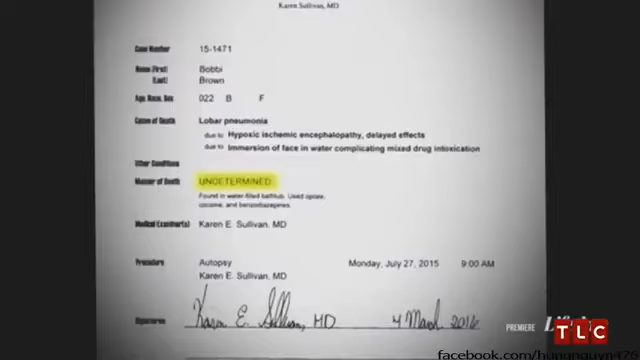 Karen Sullivan, MD
Case Number 15-1471
Name (First) Bobbi
(Last) Brown
Age, Race, Sex 022 B F
Cause of Death Lobar pneumonia
due to Hypoxic ischemic encephalopathy, delayed effects
due to Immersion of face in water complicating mixed drug intoxication
Other Conditions
Manner of Death UNDETERMINED
Found in water-filled bathtub. Used opiate,
cocaine, and benzodiazepines.
Medical Examiner(s) Karen E. Sullivan, MD
Procedure Autopsy Monday, July 27, 2015 9:00 AM
Karen E. Sullivan, MD
Signatures Karen E. Sullivan, MD 4 March 2016
PREMIERE TLC